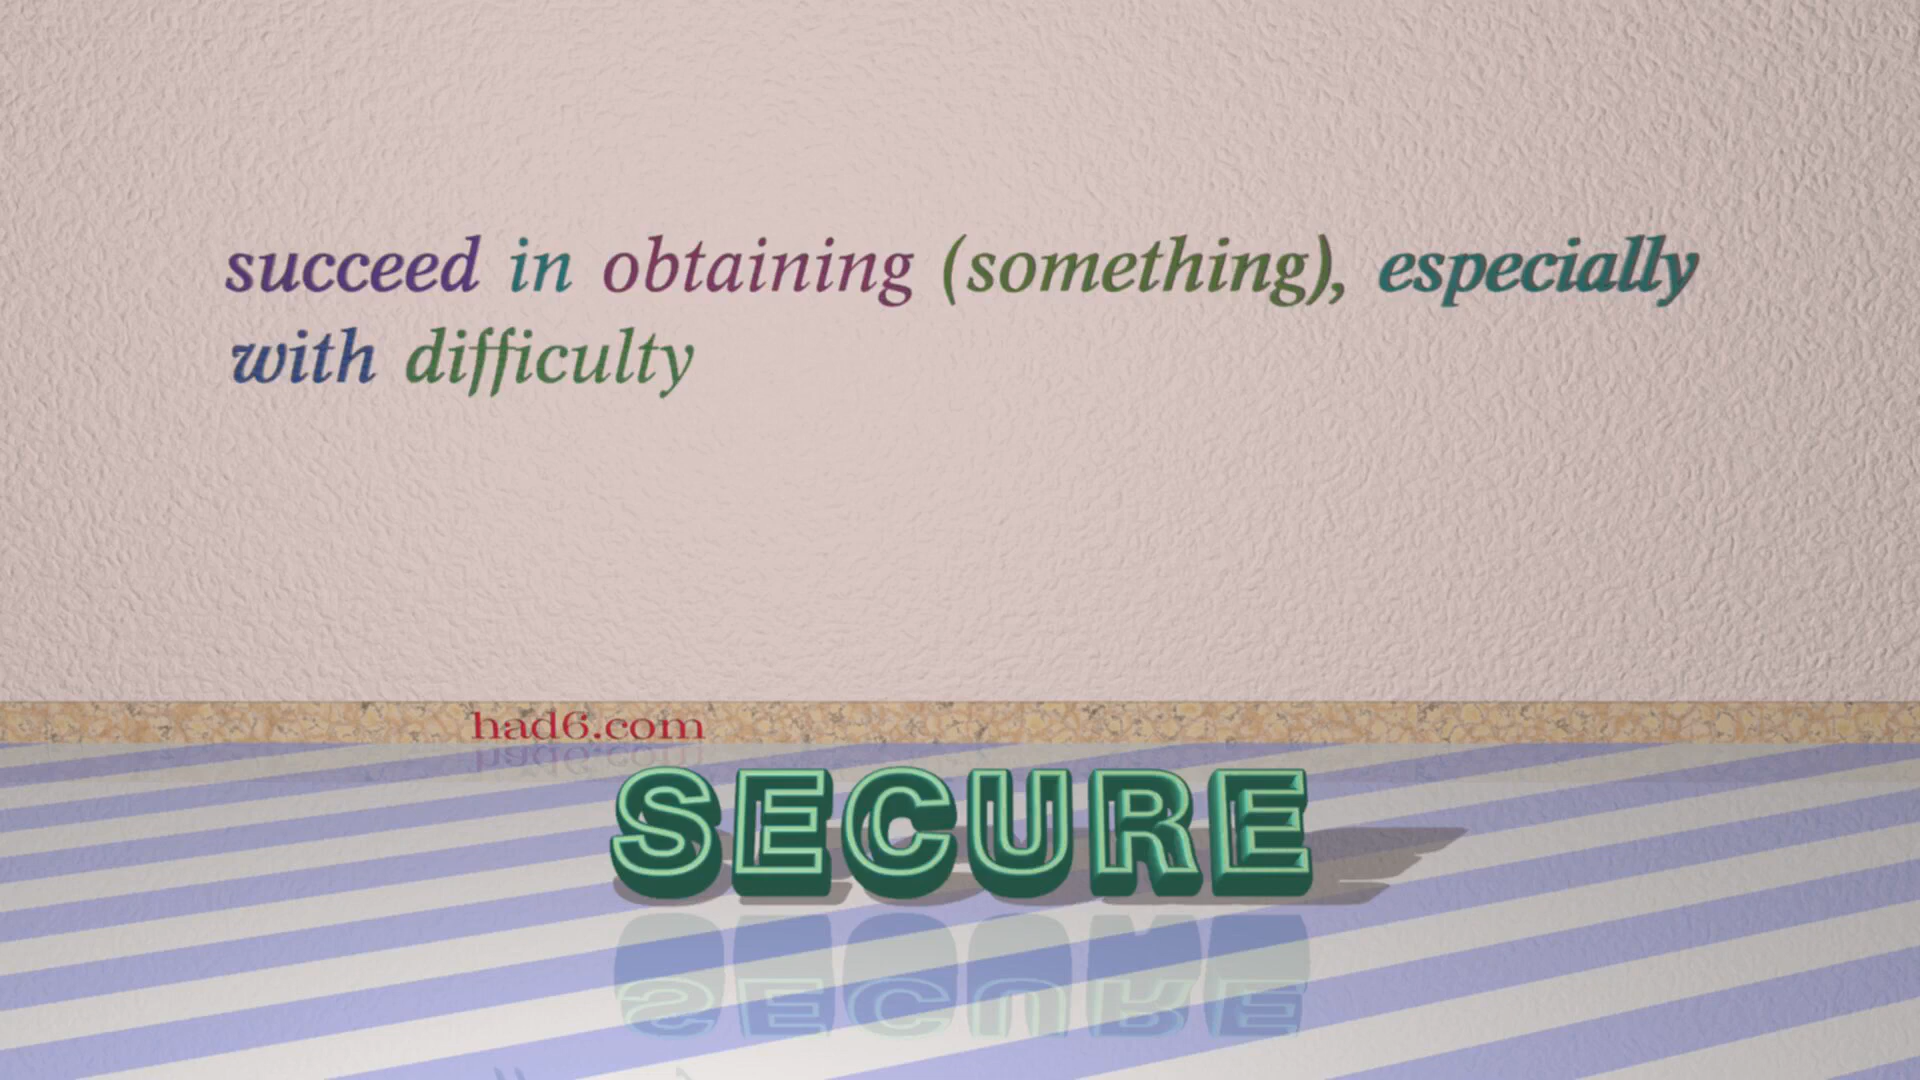 succeed in obtaining (something), especially
with difficulty
had6.com
SECURE